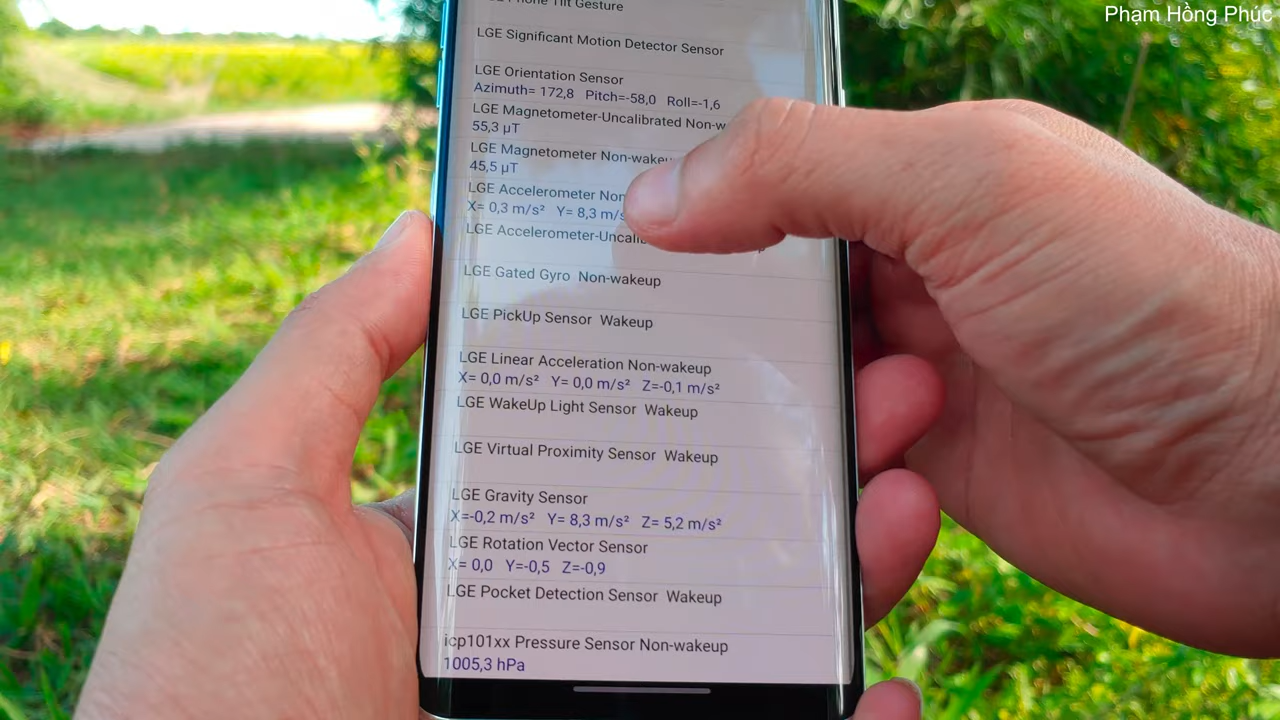 Phạm Hồng Phúc
Phone Tilt Gesture
LGE Significant Motion Detector Sensor
LGE Orientation Sensor
Azimuth= 172,8 Pitch=-58,0 Roll=-1,6
LGE Magnetometer-Uncalibrated Non-w
55,3 µT
LGE Magnetometer Non-wakeu
45,5 µT
LGE Accelerometer Non
X= 0,3 m/s² Y= 8,3 m/s
LGE Accelerometer-Uncalib
LGE Gated Gyro Non-wakeup
LGE PickUp Sensor Wakeup
LGE Linear Acceleration Non-wakeup
X= 0,0 m/s² Y= 0,0 m/s² Z=-0,1 m/s²
LGE WakeUp Light Sensor Wakeup
LGE Virtual Proximity Sensor Wakeup
LGE Gravity Sensor
X=-0,2 m/s² Y= 8,3 m/s² Z= 5,2 m/s²
LGE Rotation Vector Sensor
X= 0,0 Y=-0,5 Z=-0,9
LGE Pocket Detection Sensor Wakeup
icp101xx Pressure Sensor Non-wakeup
1005,3 hPa